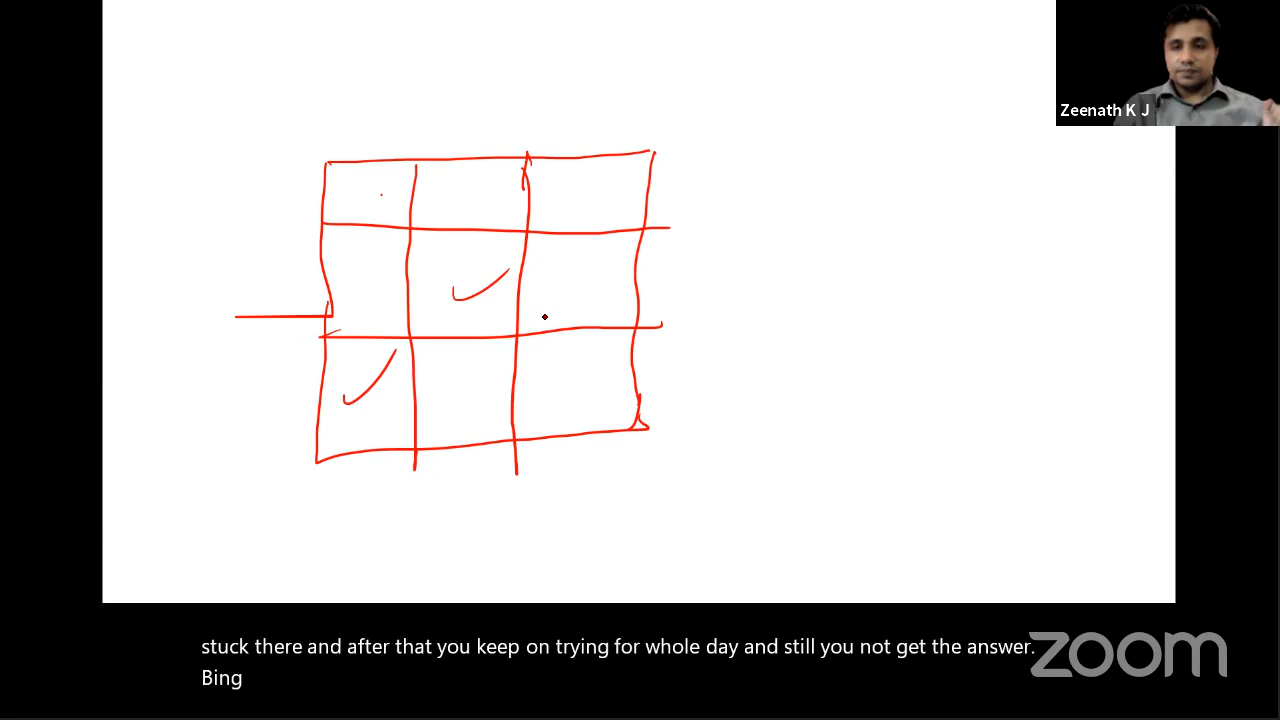 Zeenath K J
stuck there and after that you keep on trying for whole day and still you not get the answer.
Bing
zoom